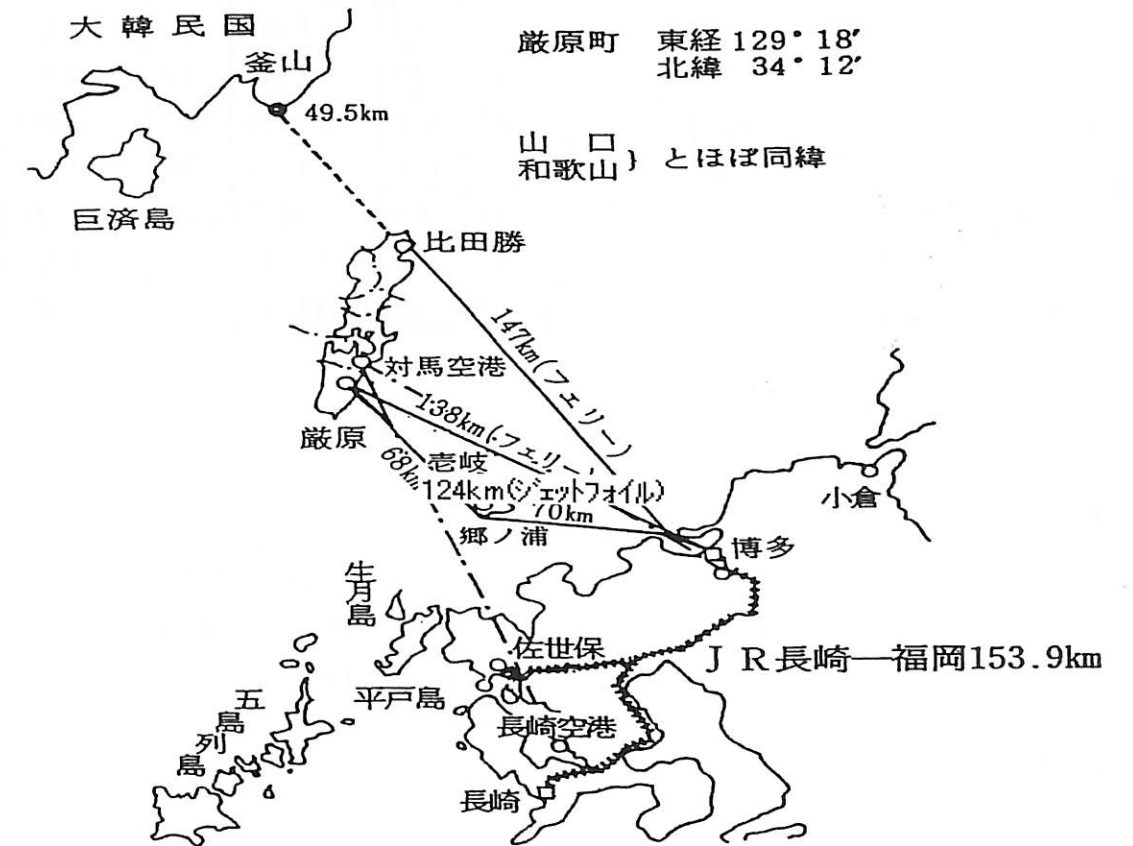 大韓民国
釜山
49.5km
巨済島
厳原町 東経129°18′
北緯 34°12′
山口
和歌山 } とほぼ同緯
比田勝
147km(フェリー)
対馬空港
138km(フェリー)
厳原
68km
壱岐
124km(ジェットフォイル)
70km
郷ノ浦
小倉
博多
生月島
佐世保
JR長崎―福岡153.9km
平戸島
五島列島
長崎空港
長崎